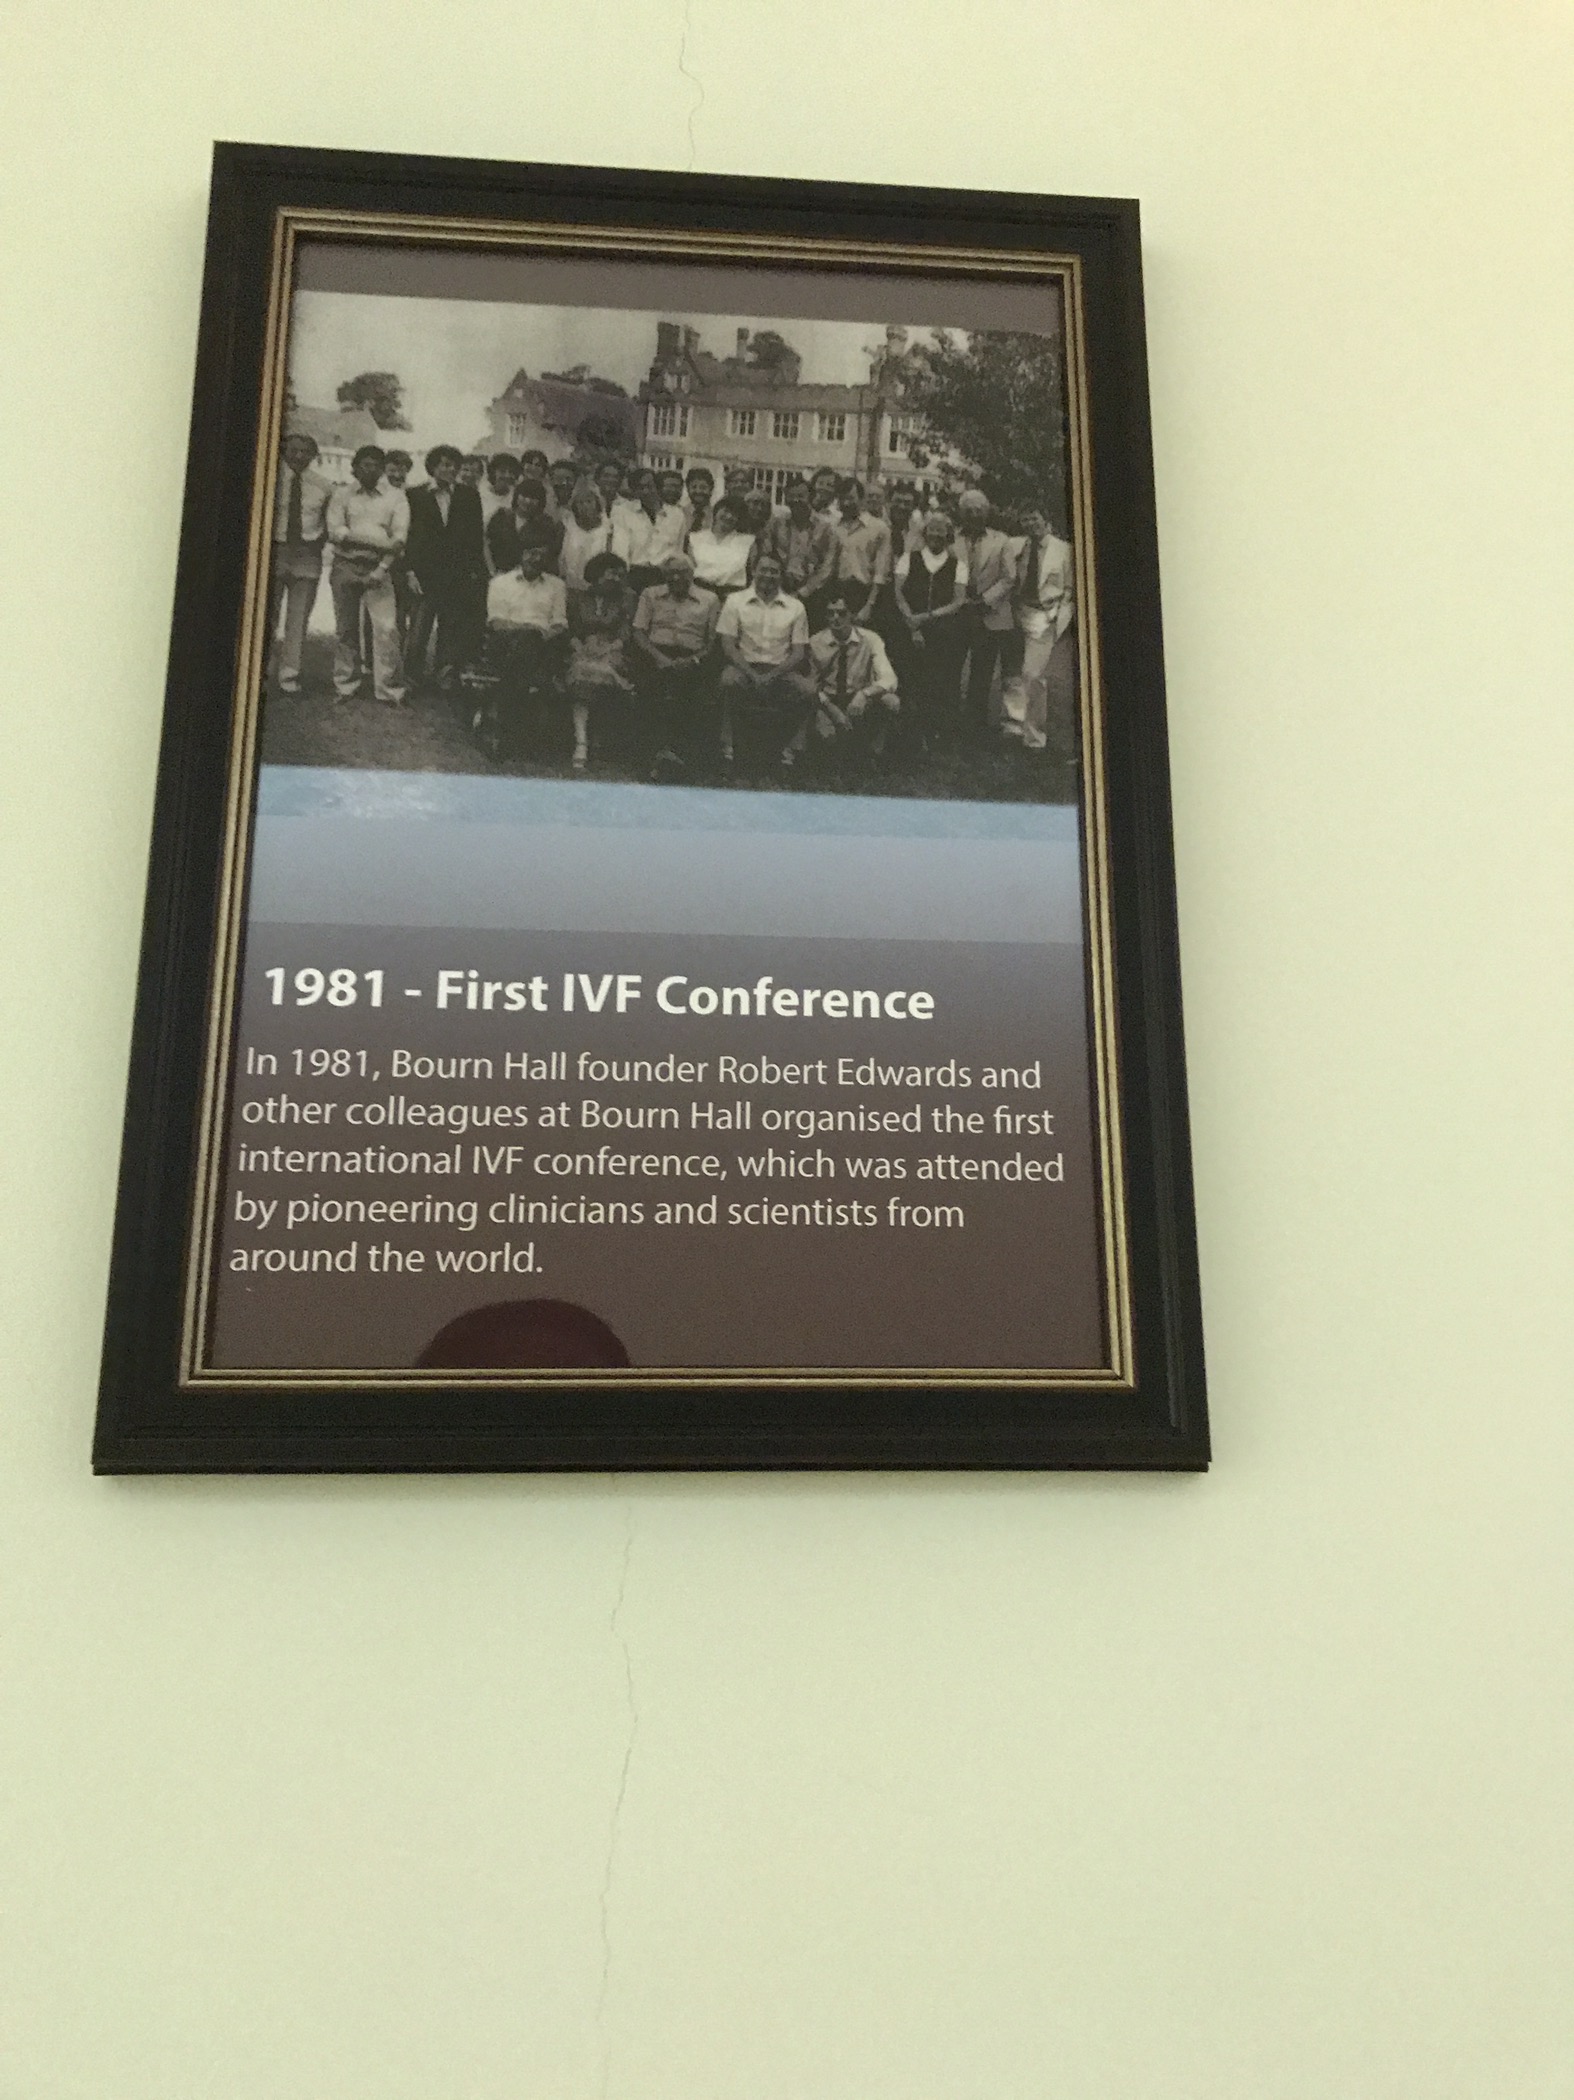 1981 - First IVF Conference
In 1981, Bourn Hall founder Robert Edwards and
other colleagues at Bourn Hall organised the first
international IVF conference, which was attended
by pioneering clinicians and scientists from
around the world.